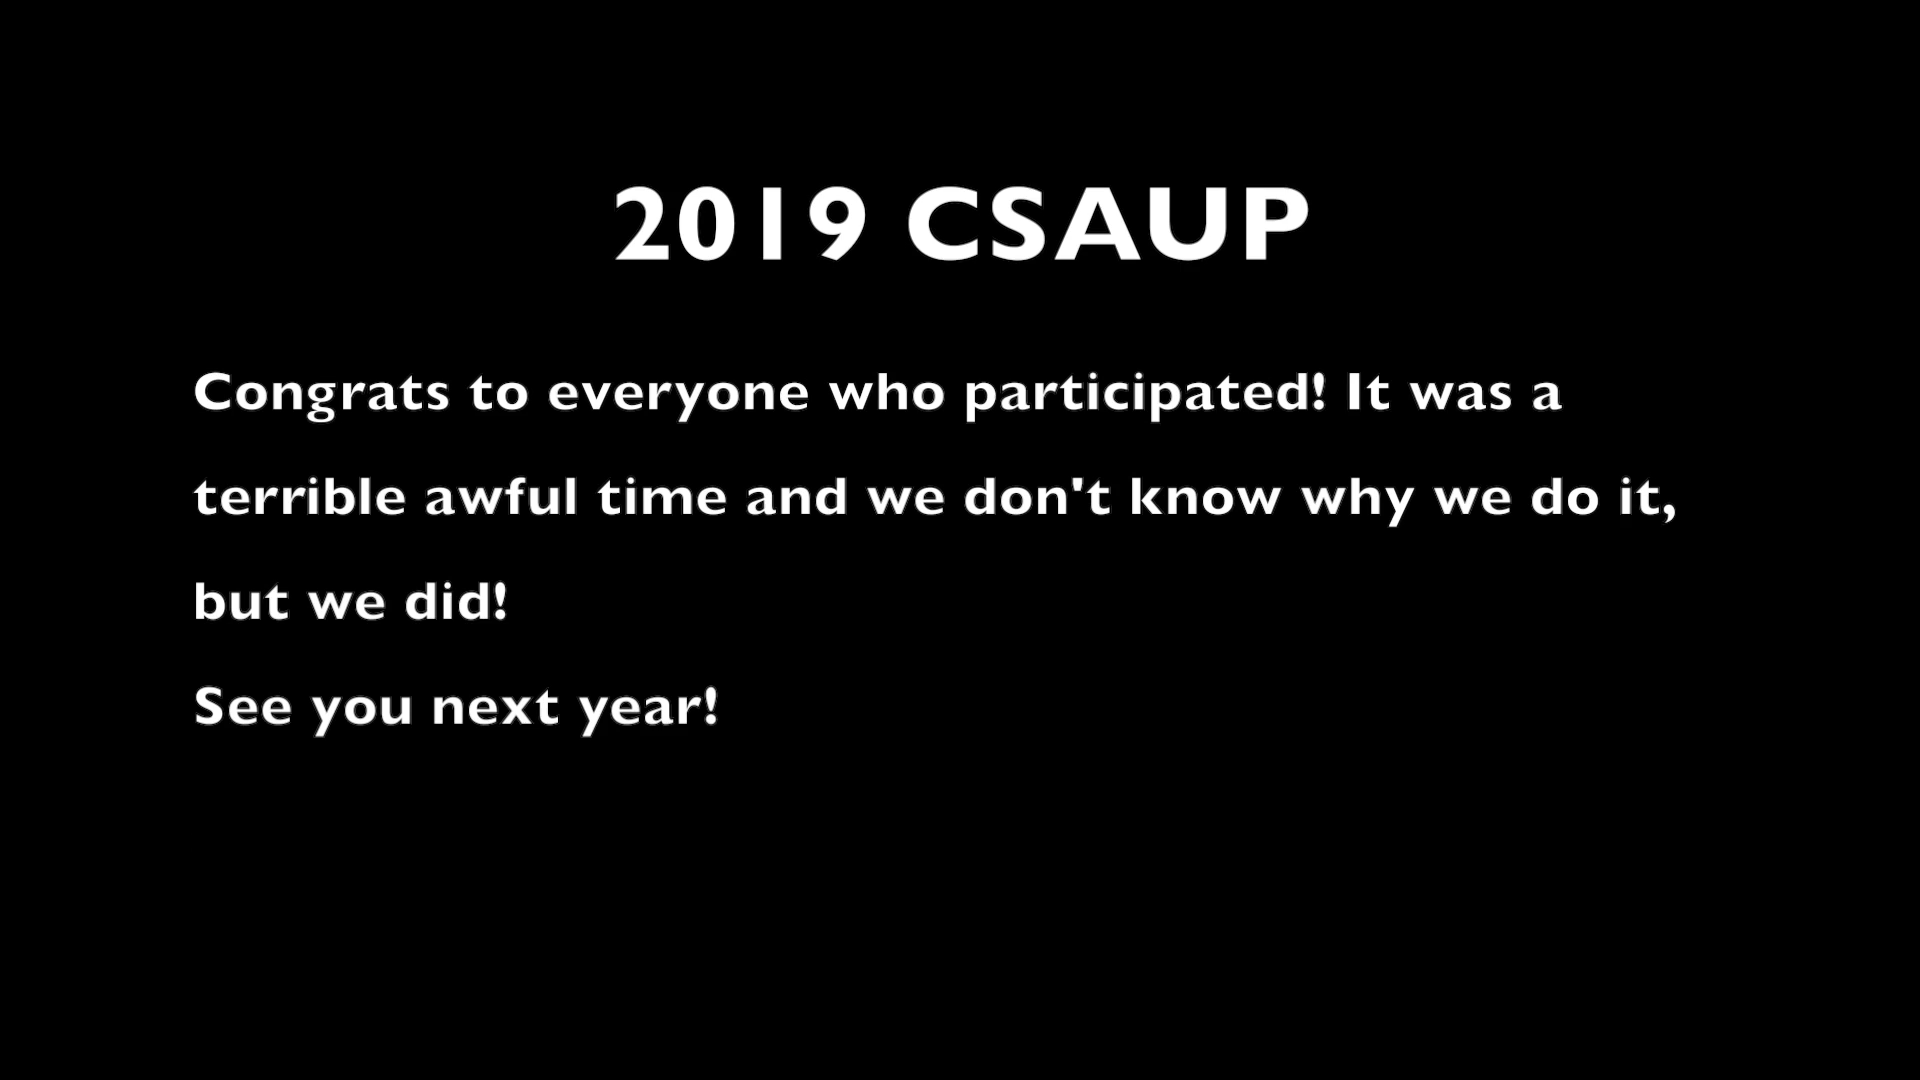 2019 CSAUP
Congrats to everyone who participated! It was a
terrible awful time and we don't know why we do it,
but we did!
See you next year!